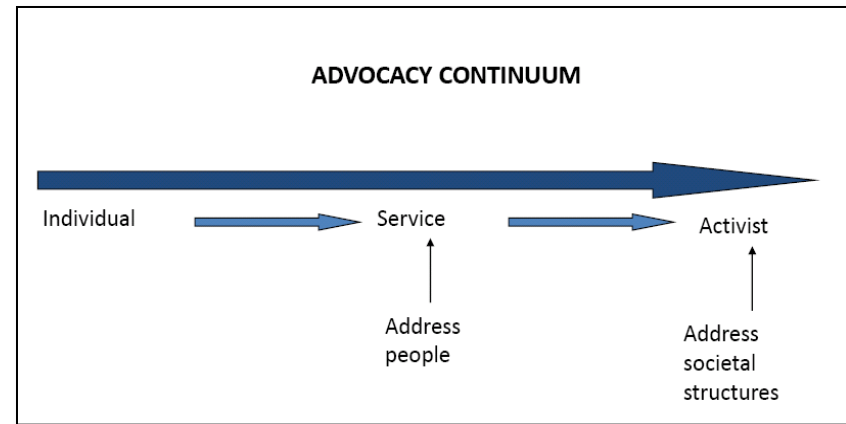 ADVOCACY CONTINUUM
Individual
Service
Activist
Address
people
Address
societal
structures